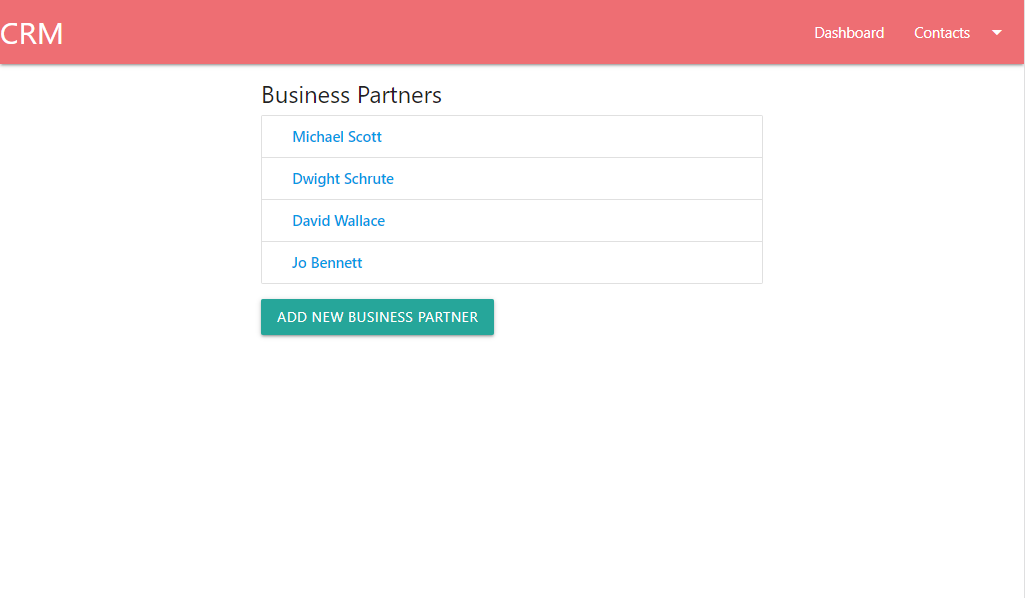 CRM
Dashboard Contacts
Business Partners
Michael Scott
Dwight Schrute
David Wallace
Jo Bennett
ADD NEW BUSINESS PARTNER